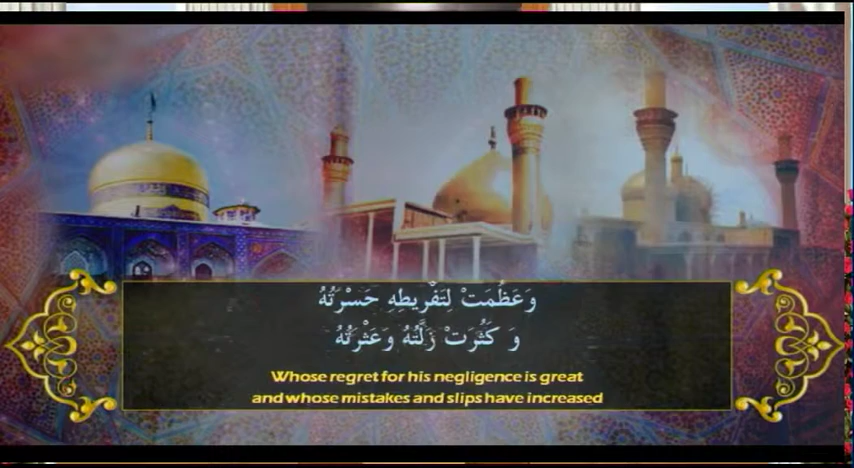 وَعَظُمَتْ لِتَفْرِيطِهِ حَسْرَتُهُ
وَ كَثُرَتْ زَلَّتُهُ وَعَثْرَتُهُ
Whose regret for his negligence is great
and whose mistakes and slips have increased